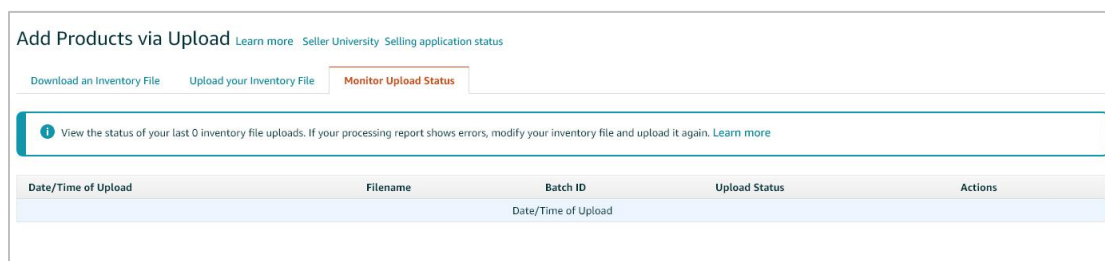 Add Products via Upload Learn more Seller University Selling application status
Download an Inventory File Upload your Inventory File Monitor Upload Status
View the status of your last 0 inventory file uploads. If your processing report shows errors, modify your inventory file and upload it again. Learn more
Date/Time of Upload Filename Batch ID Upload Status Actions
Date/Time of Upload